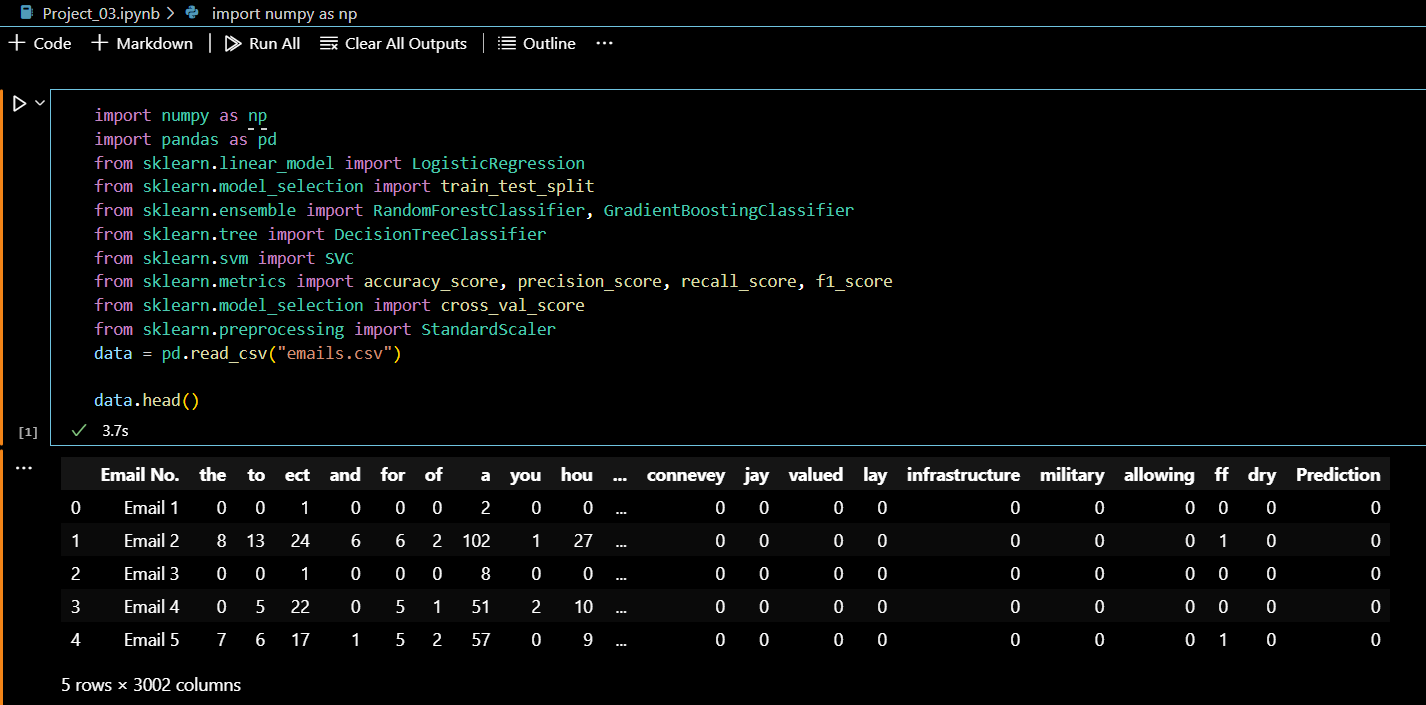 Project_03.ipynb > import numpy as np
+ Code + Markdown | Run All Clear All Outputs | Outline ...
import numpy as np
import pandas as pd
from sklearn.linear_model import LogisticRegression
from sklearn.model_selection import train_test_split
from sklearn.ensemble import RandomForestClassifier, GradientBoostingClassifier
from sklearn.tree import DecisionTreeClassifier
from sklearn.svm import SVC
from sklearn.metrics import accuracy_score, precision_score, recall_score, f1_score
from sklearn.model_selection import cross_val_score
from sklearn.preprocessing import StandardScaler
data = pd.read_csv("emails.csv")
data.head()
[1] ✓ 3.7s
...
Email No. the to ect and for of a you hou ... connevey jay valued lay infrastructure military allowing ff dry Prediction
0 Email 1 0 0 1 0 0 0 2 0 0 ... 0 0 0 0 0 0 0 0 0 0
1 Email 2 8 13 24 6 6 2 102 1 27 ... 0 0 0 0 0 0 0 1 0 0
2 Email 3 0 0 1 0 0 0 8 0 0 ... 0 0 0 0 0 0 0 0 0 0
3 Email 4 0 5 22 0 5 1 51 2 10 ... 0 0 0 0 0 0 0 0 0 0
4 Email 5 7 6 17 1 5 2 57 0 9 ... 0 0 0 0 0 0 0 1 0 0
5 rows × 3002 columns